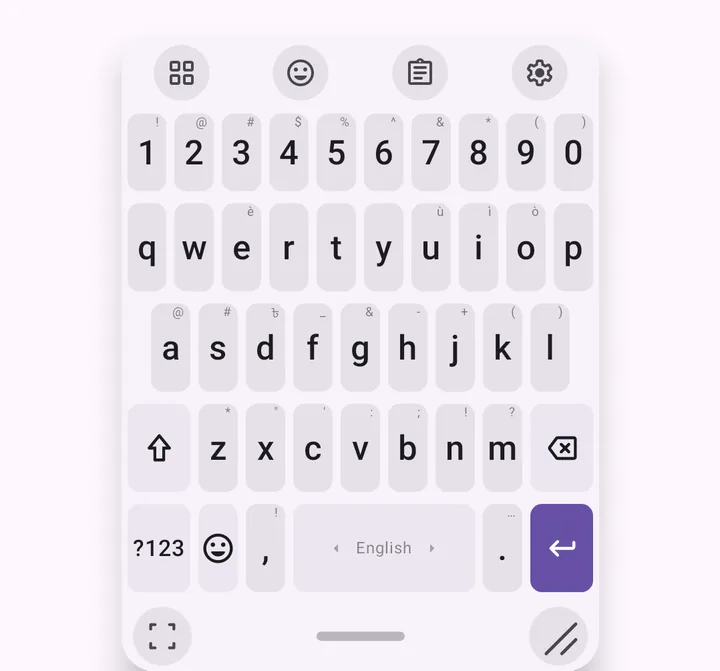 ! @ # $ % ^ & * ( )
1 2 3 4 5 6 7 8 9 0
è ù ì ò
q w e r t y u i o p
@ # _ & - + ( )
a s d f g h j k l
* " ' : ; ! ?
z x c v b n m
! …
?123 , English .